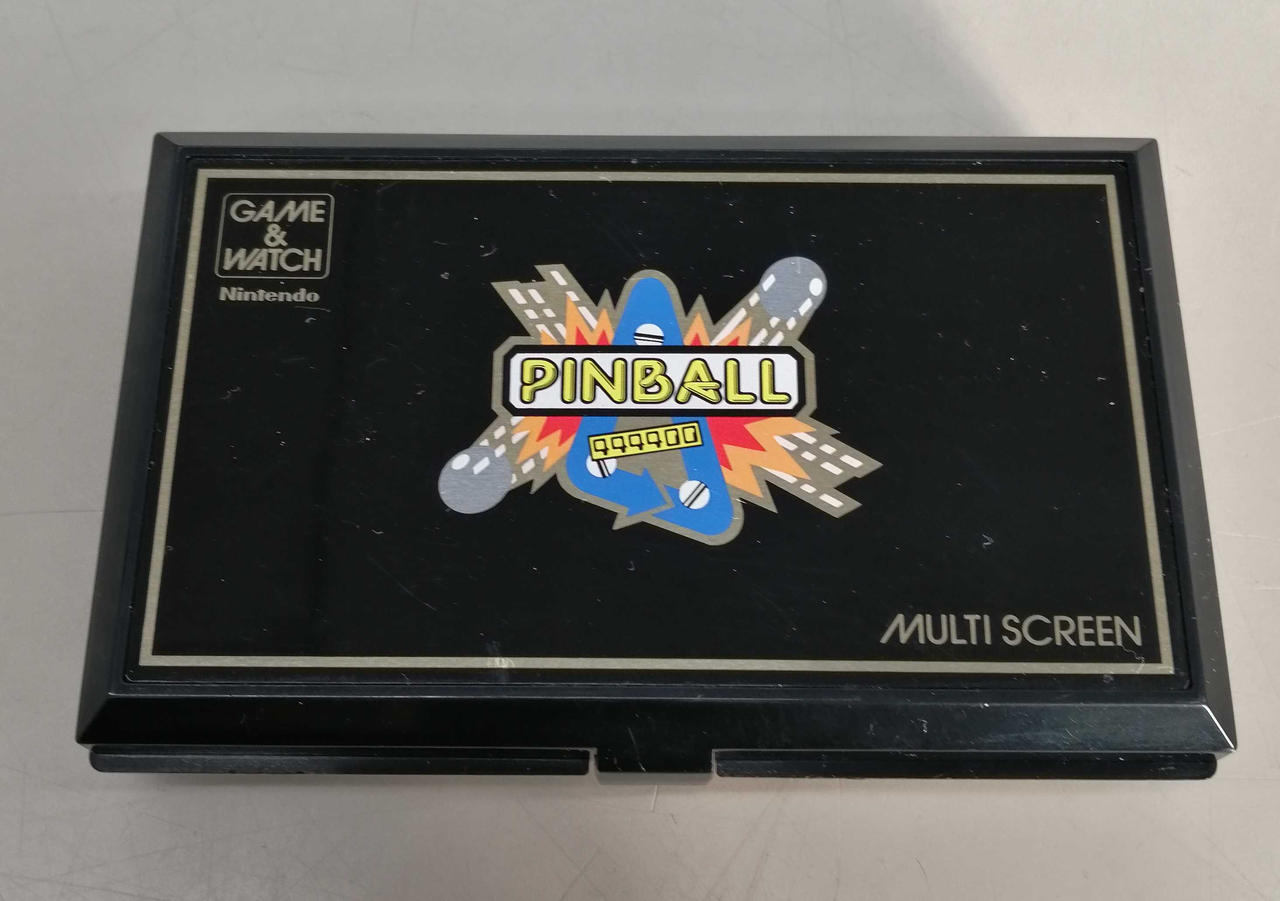 GAME
&
WATCH
Nintendo
PINBALL
999900
MULTI SCREEN